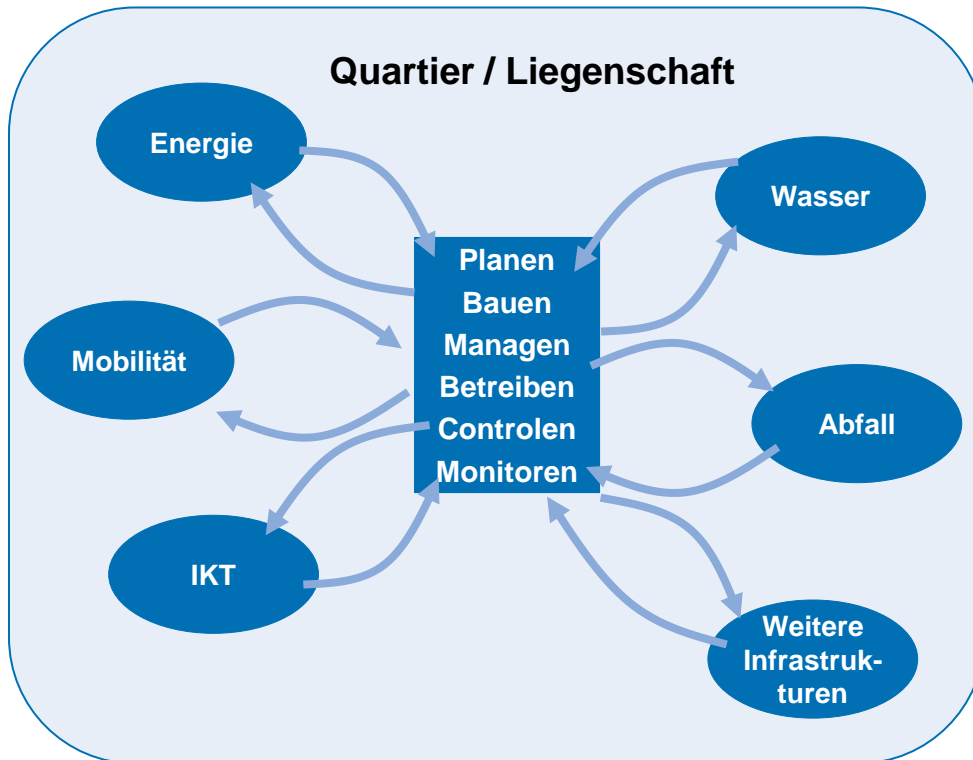 Quartier / Liegenschaft
Energie
Wasser
Planen
Bauen
Managen
Betreiben
Controlen
Monitoren
Mobilität
Abfall
IKT
Weitere
Infrastruk-
turen